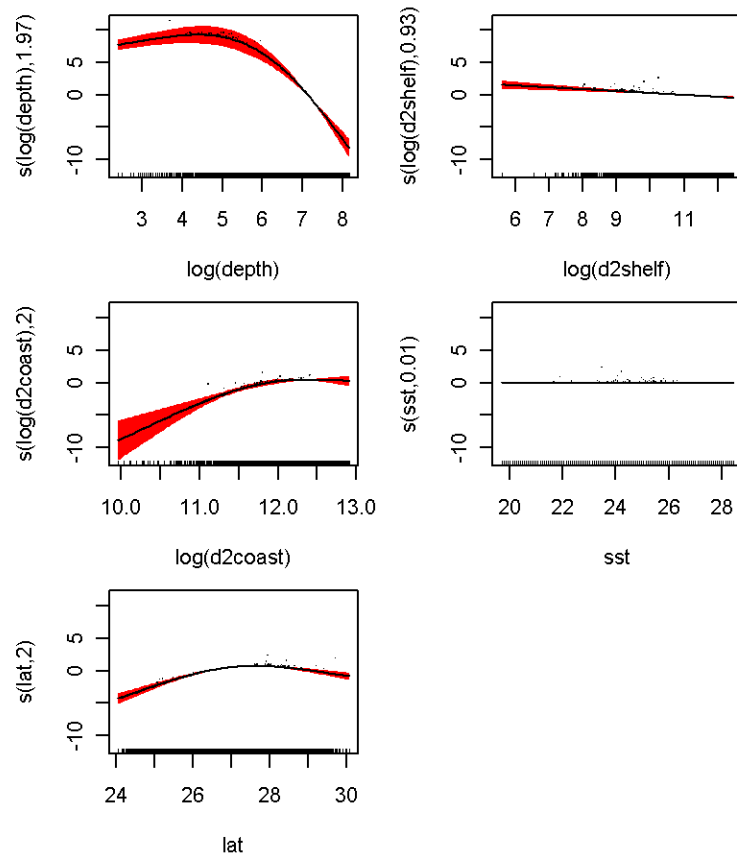 s(log(depth),1.97)
5
0
-10
3 4 5 6 7 8
log(depth)
s(log(d2shelf),0.93)
5
0
-10
6 7 8 9 11
log(d2shelf)
s(log(d2coast),2)
5
0
-10
10.0 11.0 12.0 13.0
log(d2coast)
s(sst,0.01)
5
0
-10
20 22 24 26 28
sst
s(lat,2)
5
0
-10
24 26 28 30
lat